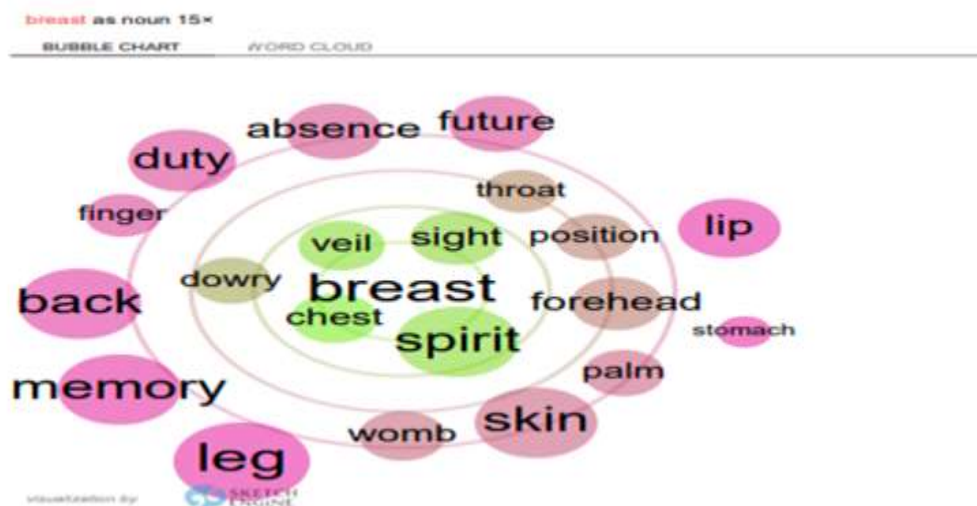 breast as noun 15×
BUBBLE CHART WORD CLOUD
absence future
duty
throat
finger
lip
veil sight position
dowry
breast
back forehead
chest
stomach
spirit
palm
memory
skin
womb
leg
visualization by SKETCH ENGINE